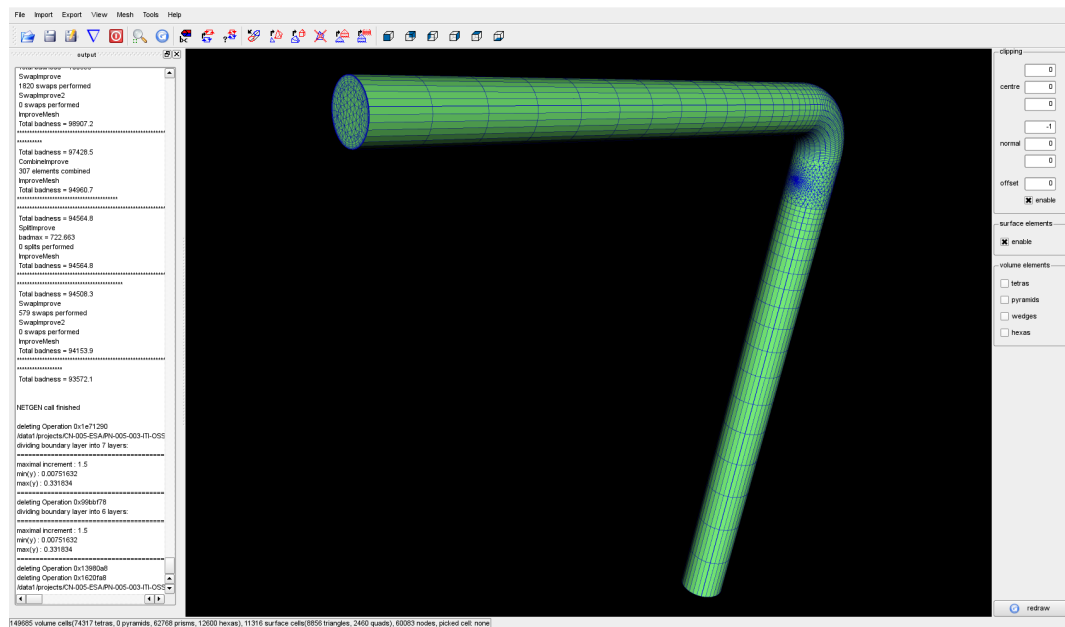 File Import Export View Mesh Tools Help
output
SwapImprove
1820 swaps performed
SwapImprove2
0 swaps performed
ImproveMesh
Total badness = 98907.2
**********
Total badness = 97428.5
CombineImprove
307 elements combined
ImproveMesh
Total badness = 94960.7
Total badness = 94564.8
SplitImprove
badmax = 722.663
0 splits performed
ImproveMesh
Total badness = 94564.8
Total badness = 94508.3
SwapImprove
579 swaps performed
SwapImprove2
0 swaps performed
ImproveMesh
Total badness = 94153.9
Total badness = 93572.1
NETGEN call finished
deleting Operation 0x1e71290
/data1/projects/CN-005-ESA/PN-005-003-ITI-OSS
dividing boundary layer into 7 layers:
maximal increment : 1.5
min(y) : 0.00751632
max(y) : 0.331834
deleting Operation 0x99bbf78
dividing boundary layer into 6 layers:
maximal increment : 1.5
min(y) : 0.00751632
max(y) : 0.331834
deleting Operation 0x13980a8
deleting Operation 0x1620fa8
/data1/projects/CN-005-ESA/PN-005-003-ITI-OSS
clipping
0
centre 0
0
-1
normal 0
0
offset 0
enable
surface elements
enable
volume elements
tetras
pyramids
wedges
hexas
redraw
149685 volume cells(74317 tetras, 0 pyramids, 62768 prisms, 12600 hexas), 11316 surface cells(8856 triangles, 2460 quads), 60083 nodes, picked cell: none